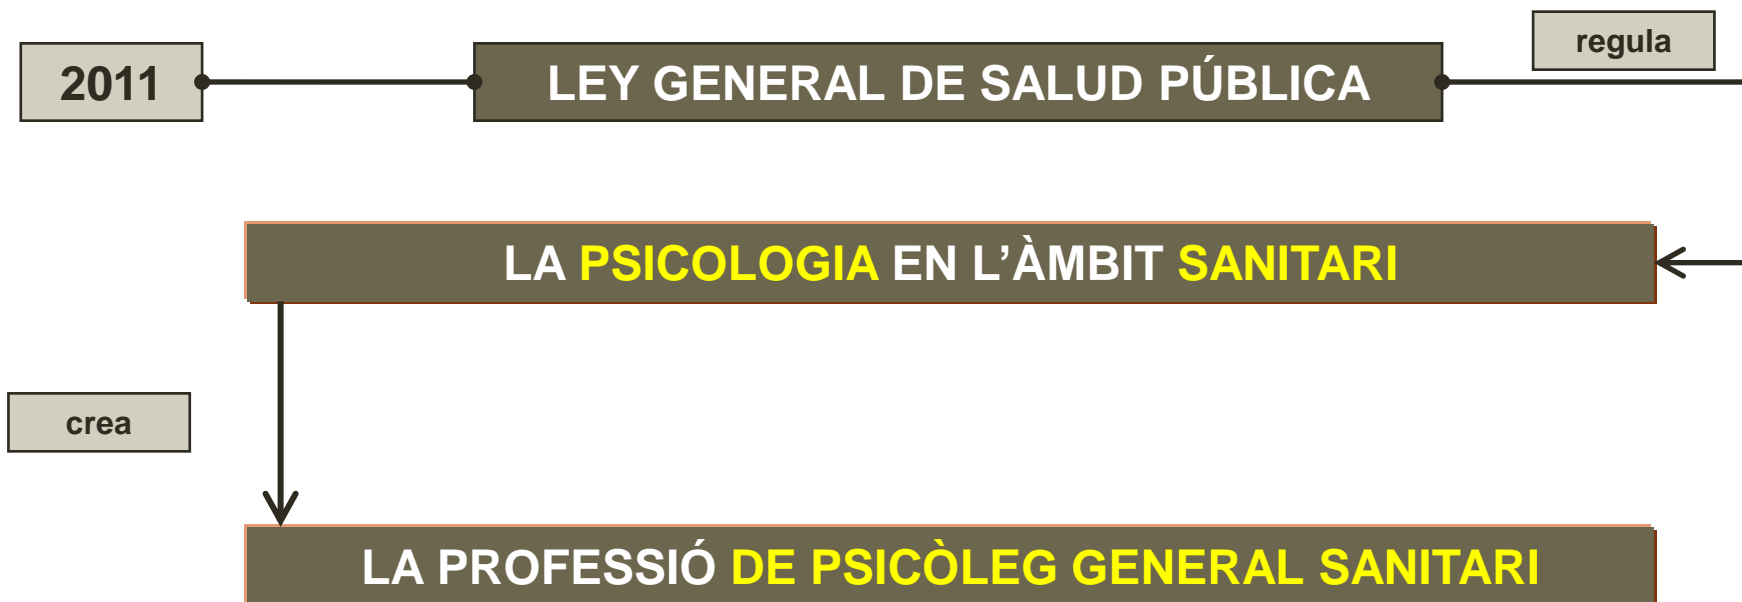 2011
LEY GENERAL DE SALUD PÚBLICA
regula
LA PSICOLOGIA EN L’ÀMBIT SANITARI
crea
LA PROFESSIÓ DE PSICÒLEG GENERAL SANITARI